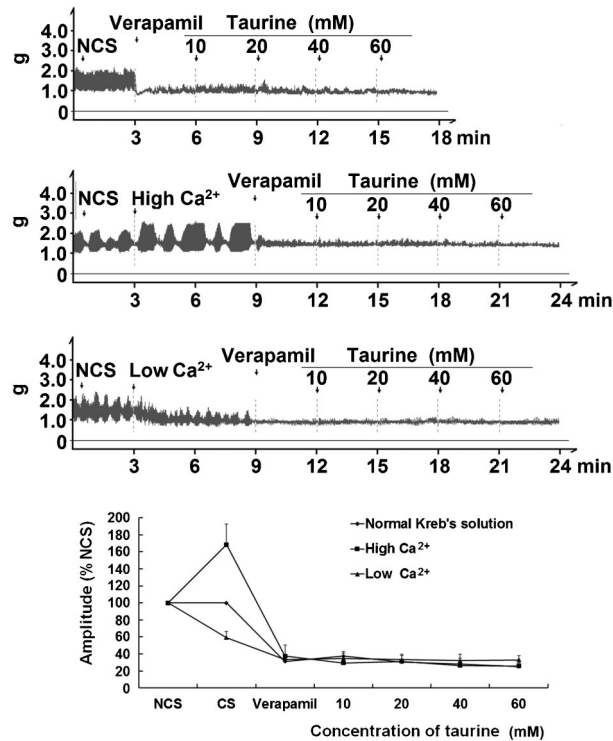 Verapamil Taurine (mM)
NCS 10 20 40 60
g
4.0
3.0
2.0
1.0
0
3 6 9 12 15 18 min
Verapamil Taurine (mM)
NCS High Ca²⁺ 10 20 40 60
g
4.0
3.0
2.0
1.0
0
3 6 9 12 15 18 21 24 min
Verapamil Taurine (mM)
NCS Low Ca²⁺ 10 20 40 60
g
4.0
3.0
2.0
1.0
0
3 6 9 12 15 18 21 24 min
Amplitude (% NCS)
200
180
160
140
120
100
80
60
40
20
0
Normal Kreb's solution
High Ca²⁺
Low Ca²⁺
NCS CS Verapamil 10 20 40 60
Concentration of taurine (mM)